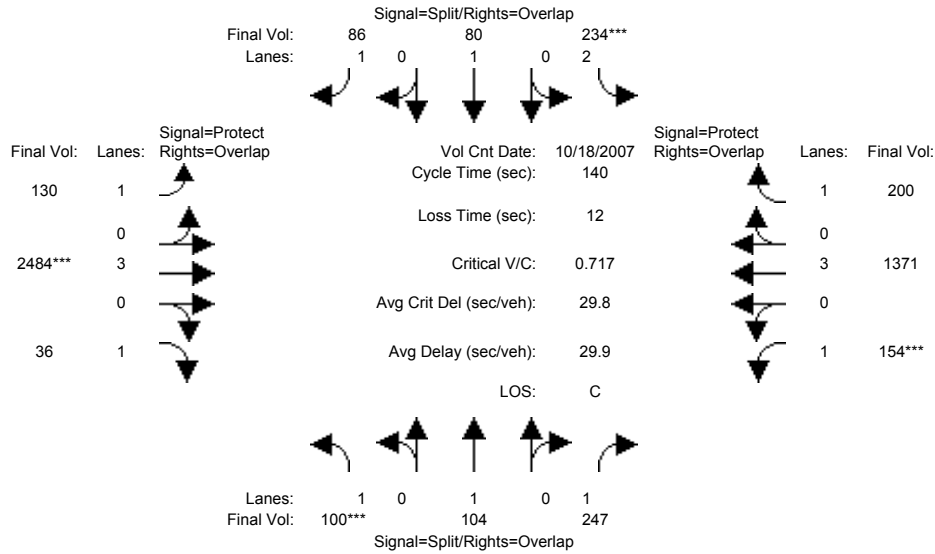 Signal=Split/Rights=Overlap
Final Vol: 86 80 234***
Lanes: 1 0 1 0 2
Signal=Protect
Final Vol: Lanes: Rights=Overlap
Vol Cnt Date: 10/18/2007
Signal=Protect
Rights=Overlap Lanes: Final Vol:
Cycle Time (sec): 140
130 1
1 200
Loss Time (sec): 12
0
0
2484*** 3
Critical V/C: 0.717
3 1371
0
Avg Crit Del (sec/veh): 29.8
0
36 1
Avg Delay (sec/veh): 29.9
1 154***
LOS: C
Lanes: 1 0 1 0 1
Final Vol: 100*** 104 247
Signal=Split/Rights=Overlap